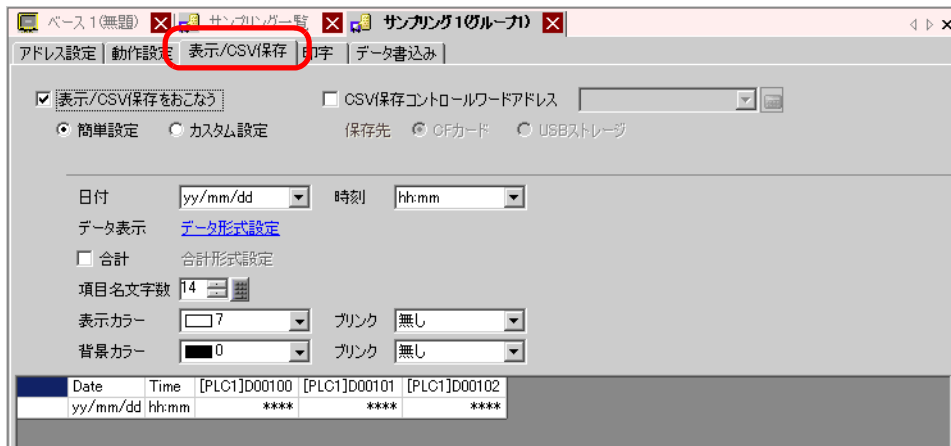 ベース 1(無題) サンプリング一覧 サンプリング 1(グループ1)
アドレス設定 動作設定 表示/CSV保存 印字 データ書込み
表示/CSV保存をおこなう CSV保存コントロールワードアドレス
簡単設定 カスタム設定 保存先 CFカード USBストレージ
日付 yy/mm/dd 時刻 hh:mm
データ表示 データ形式設定
合計 合計形式設定
項目名文字数 14
表示カラー 7 ブリンク 無し
背景カラー 0 ブリンク 無し
Date Time [PLC1]D00100 [PLC1]D00101 [PLC1]D00102
yy/mm/dd hh:mm **** **** ****